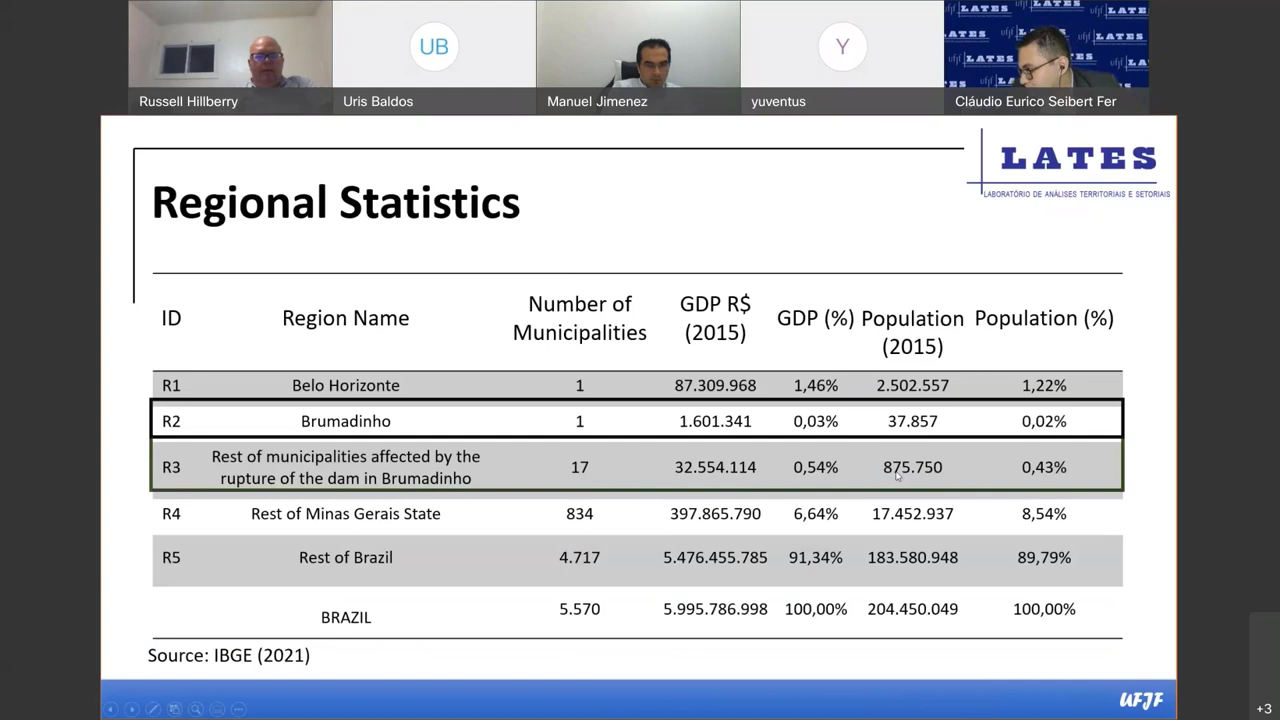 UB
Y
ufjf LATES
Russell Hillberry
Uris Baldos
Manuel Jimenez
yuventus
Cláudio Eurico Seibert Fer
LATES
LABORATÓRIO DE ANÁLISES TERRITORIAIS E SETORIAIS
Regional Statistics
ID Region Name Number of Municipalities GDP R$ (2015) GDP (%) Population (2015) Population (%)
R1 Belo Horizonte 1 87.309.968 1,46% 2.502.557 1,22%
R2 Brumadinho 1 1.601.341 0,03% 37.857 0,02%
R3 Rest of municipalities affected by the rupture of the dam in Brumadinho 17 32.554.114 0,54% 875.750 0,43%
R4 Rest of Minas Gerais State 834 397.865.790 6,64% 17.452.937 8,54%
R5 Rest of Brazil 4.717 5.476.455.785 91,34% 183.580.948 89,79%
BRAZIL 5.570 5.995.786.998 100,00% 204.450.049 100,00%
Source: IBGE (2021)
UFJF
+3